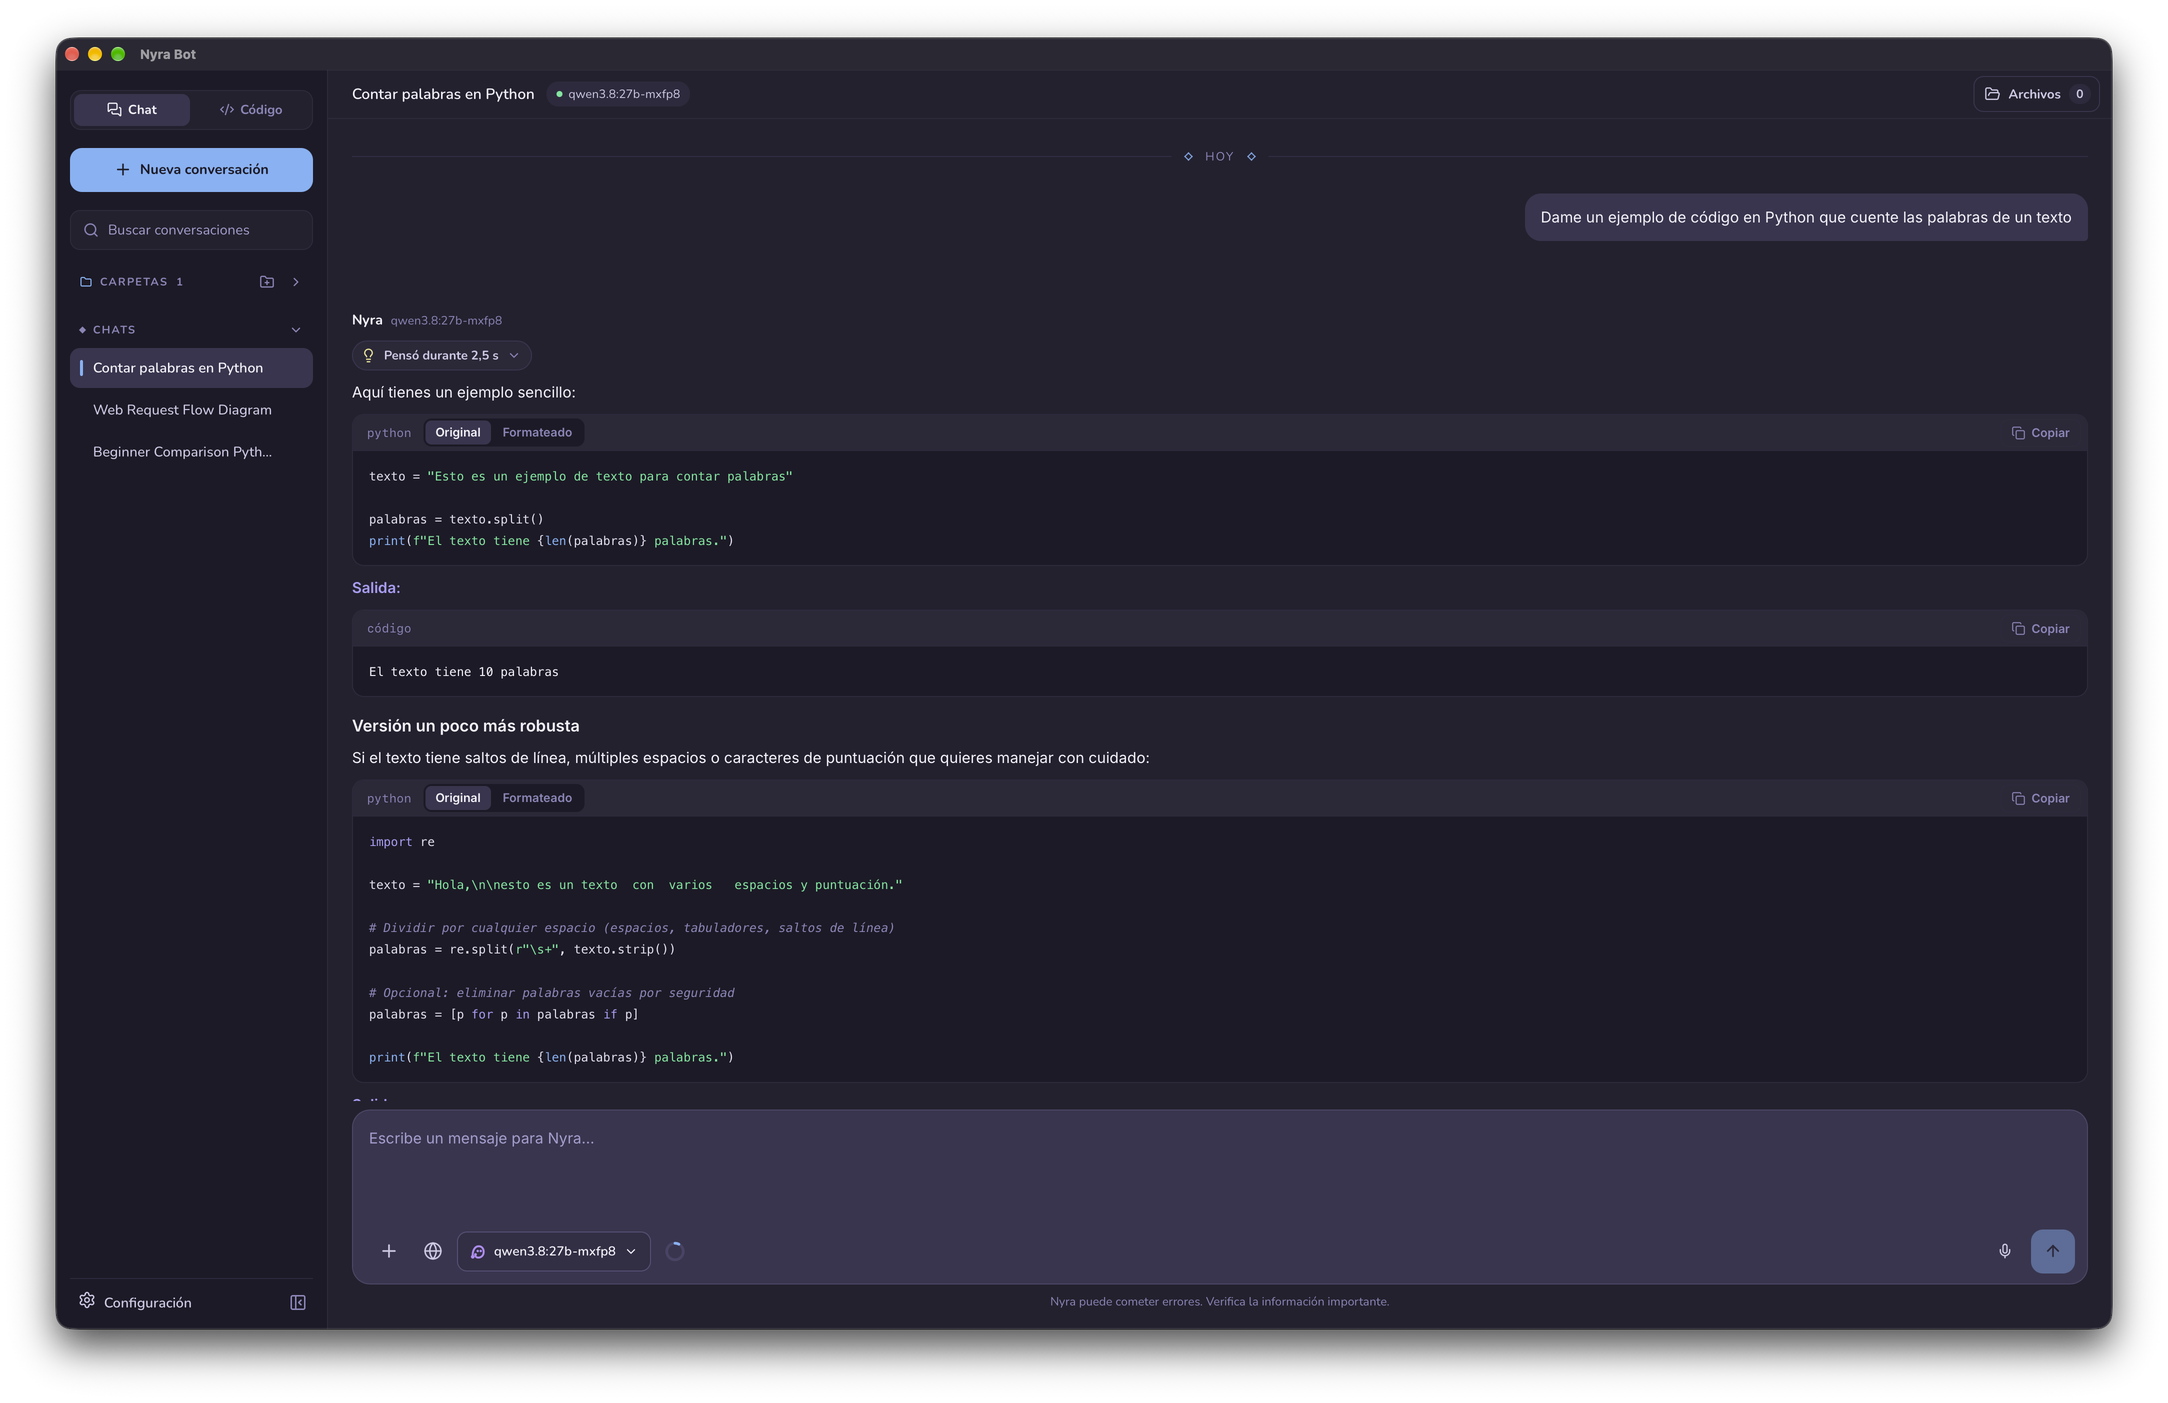 Nyra Bot
Chat
</> Código
Nueva conversación
Buscar conversaciones
CARPETAS 1
CHATS
Contar palabras en Python
Web Request Flow Diagram
Beginner Comparison Pyth...
Configuración
Contar palabras en Python
qwen3.8:27b-mxfp8
Archivos 0
HOY
Dame un ejemplo de código en Python que cuente las palabras de un texto
Nyra qwen3.8:27b-mxfp8
Pensó durante 2,5 s
Aquí tienes un ejemplo sencillo:
python Original Formateado Copiar
texto = "Esto es un ejemplo de texto para contar palabras"
palabras = texto.split()
print(f"El texto tiene {len(palabras)} palabras.")
Salida:
código Copiar
El texto tiene 10 palabras
Versión un poco más robusta
Si el texto tiene saltos de línea, múltiples espacios o caracteres de puntuación que quieres manejar con cuidado:
python Original Formateado Copiar
import re
texto = "Hola,\n\nesto es un texto  con  varios   espacios y puntuación."
# Dividir por cualquier espacio (espacios, tabuladores, saltos de línea)
palabras = re.split(r"\s+", texto.strip())
# Opcional: eliminar palabras vacías por seguridad
palabras = [p for p in palabras if p]
print(f"El texto tiene {len(palabras)} palabras.")
Escribe un mensaje para Nyra...
qwen3.8:27b-mxfp8
Nyra puede cometer errores. Verifica la información importante.